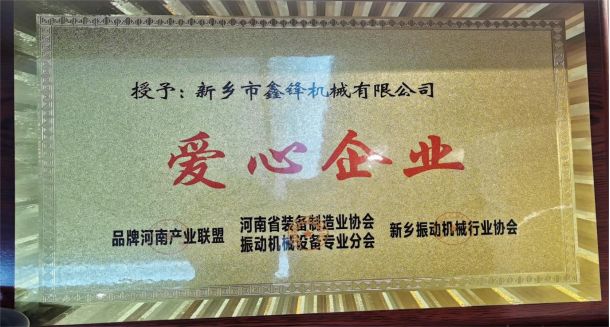 授予：新乡市鑫锋机械有限公司
爱心企业
品牌河南产业联盟
河南省装备制造业协会
振动机械设备专业分会
新乡振动机械行业协会